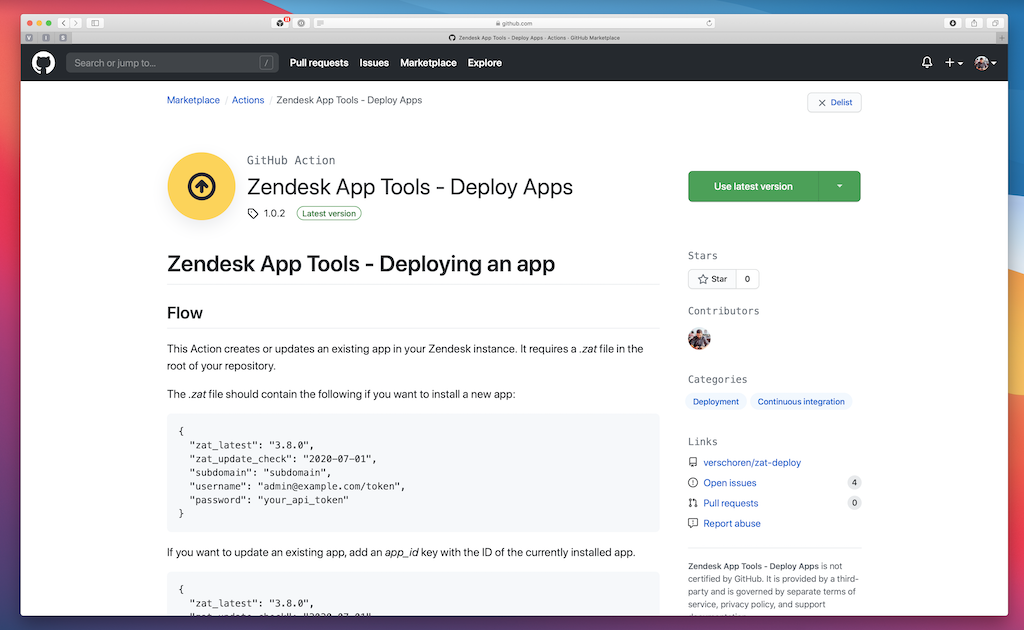 github.com
Zendesk App Tools - Deploy Apps · Actions · GitHub Marketplace
Search or jump to... /
Pull requests Issues Marketplace Explore
Marketplace / Actions / Zendesk App Tools - Deploy Apps
Delist
GitHub Action
Zendesk App Tools - Deploy Apps
1.0.2 Latest version
Use latest version
Zendesk App Tools - Deploying an app
Flow
This Action creates or updates an existing app in your Zendesk instance. It requires a .zat file in the
root of your repository.
The .zat file should contain the following if you want to install a new app:
{
"zat_latest": "3.8.0",
"zat_update_check": "2020-07-01",
"subdomain": "subdomain",
"username": "admin@example.com/token",
"password": "your_api_token"
}
If you want to update an existing app, add an app_id key with the ID of the currently installed app.
{
"zat_latest": "3.8.0",
"zat_update_check": "2020-07-01",
Stars
Star 0
Contributors
Categories
Deployment Continuous integration
Links
verschoren/zat-deploy
Open issues 4
Pull requests 0
Report abuse
Zendesk App Tools - Deploy Apps is not
certified by GitHub. It is provided by a third-
party and is governed by separate terms of
service, privacy policy, and support